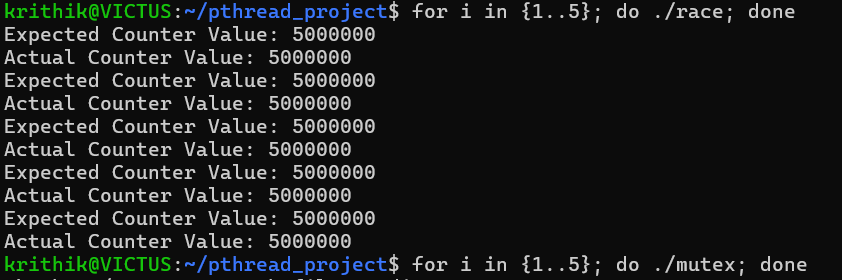 krithik@VICTUS:~/pthread_project$ for i in {1..5}; do ./race; done
Expected Counter Value: 5000000
Actual Counter Value: 5000000
Expected Counter Value: 5000000
Actual Counter Value: 5000000
Expected Counter Value: 5000000
Actual Counter Value: 5000000
Expected Counter Value: 5000000
Actual Counter Value: 5000000
Expected Counter Value: 5000000
Actual Counter Value: 5000000
krithik@VICTUS:~/pthread_project$ for i in {1..5}; do ./mutex; done